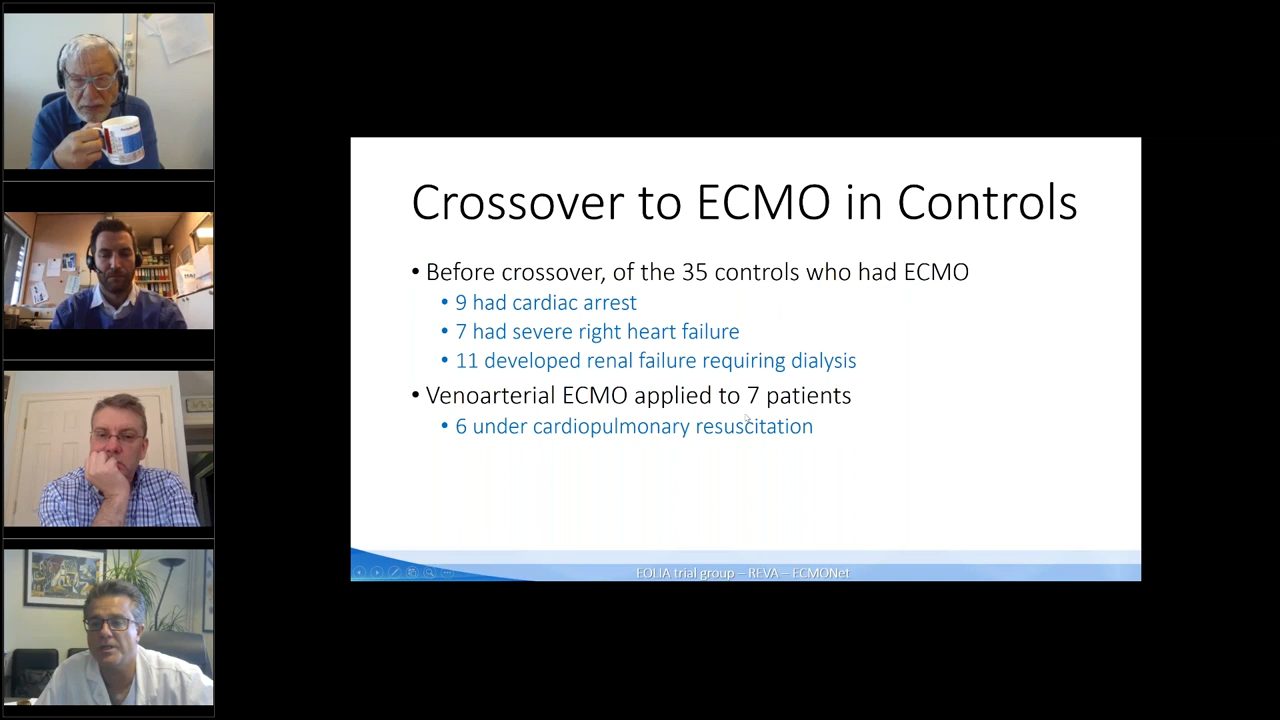 Crossover to ECMO in Controls
• Before crossover, of the 35 controls who had ECMO
• 9 had cardiac arrest
• 7 had severe right heart failure
• 11 developed renal failure requiring dialysis
• Venoarterial ECMO applied to 7 patients
• 6 under cardiopulmonary resuscitation
EOLIA trial group – REVA – ECMONet